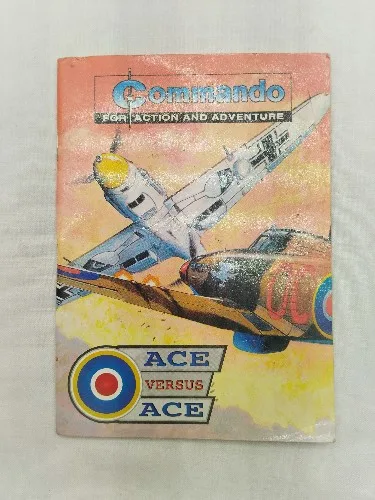 Commando
FOR ACTION AND ADVENTURE
ACE
VERSUS
ACE